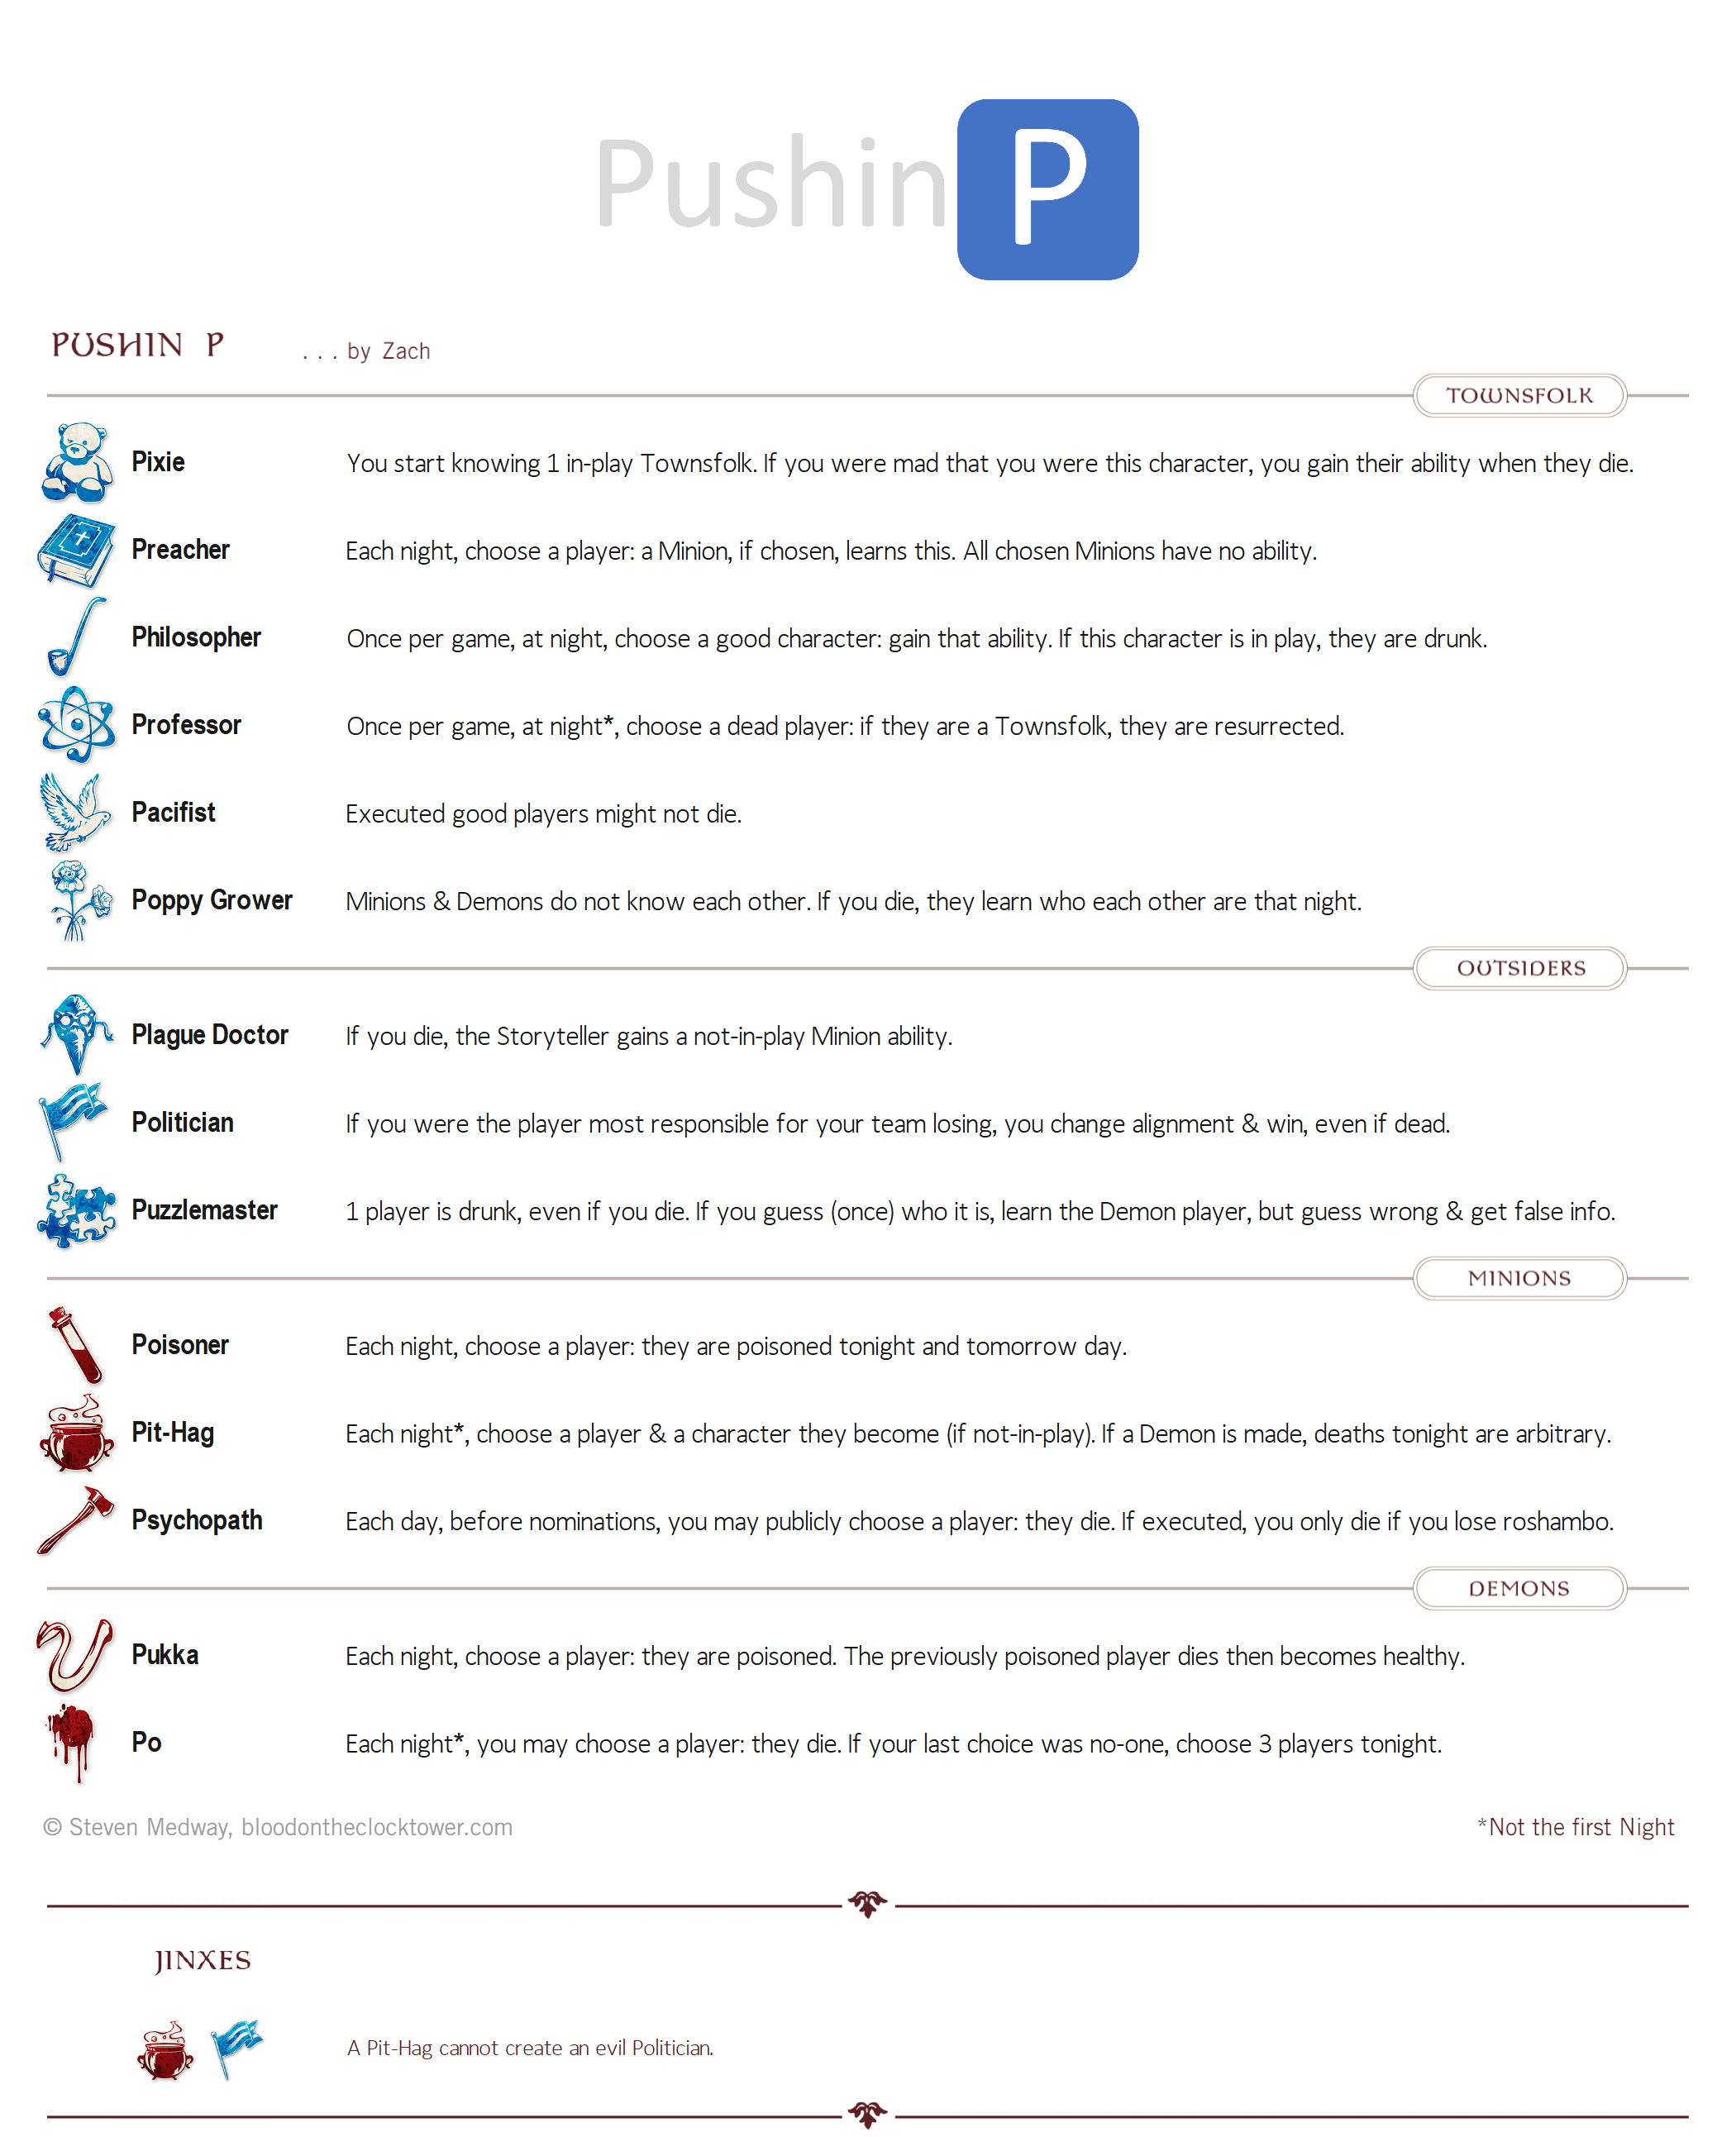 Pushin P
PUSHIN P . . . by Zach
TOWNSFOLK
Pixie You start knowing 1 in-play Townsfolk. If you were mad that you were this character, you gain their ability when they die.
Preacher Each night, choose a player: a Minion, if chosen, learns this. All chosen Minions have no ability.
Philosopher Once per game, at night, choose a good character: gain that ability. If this character is in play, they are drunk.
Professor Once per game, at night*, choose a dead player: if they are a Townsfolk, they are resurrected.
Pacifist Executed good players might not die.
Poppy Grower Minions & Demons do not know each other. If you die, they learn who each other are that night.
OUTSIDERS
Plague Doctor If you die, the Storyteller gains a not-in-play Minion ability.
Politician If you were the player most responsible for your team losing, you change alignment & win, even if dead.
Puzzlemaster 1 player is drunk, even if you die. If you guess (once) who it is, learn the Demon player, but guess wrong & get false info.
MINIONS
Poisoner Each night, choose a player: they are poisoned tonight and tomorrow day.
Pit-Hag Each night*, choose a player & a character they become (if not-in-play). If a Demon is made, deaths tonight are arbitrary.
Psychopath Each day, before nominations, you may publicly choose a player: they die. If executed, you only die if you lose roshambo.
DEMONS
Pukka Each night, choose a player: they are poisoned. The previously poisoned player dies then becomes healthy.
Po Each night*, you may choose a player: they die. If your last choice was no-one, choose 3 players tonight.
© Steven Medway, bloodontheclocktower.com *Not the first Night
JINXES
A Pit-Hag cannot create an evil Politician.